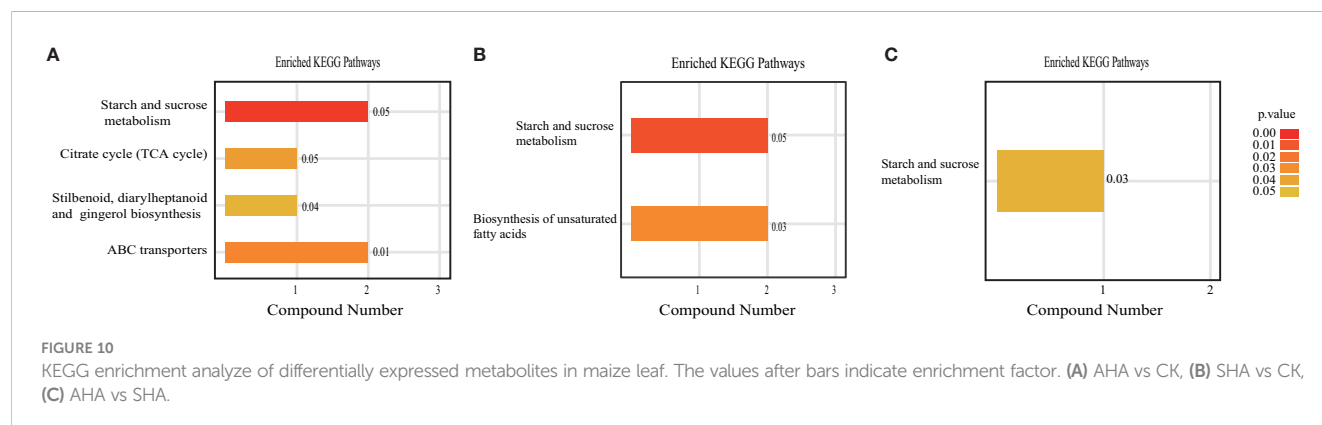 A
Enriched KEGG Pathways
Starch and sucrose
metabolism
0.05
Citrate cycle (TCA cycle)
0.05
Stilbenoid, diarylheptanoid
and gingerol biosynthesis
0.04
ABC transporters
0.01
1 2 3
Compound Number
B
Enriched KEGG Pathways
Starch and sucrose
metabolism
0.05
Biosynthesis of unsaturated
fatty acids
0.03
1 2 3
Compound Number
C
Enriched KEGG Pathways
Starch and sucrose
metabolism
0.03
1 2
Compound Number
p.value
0.00
0.01
0.02
0.03
0.04
0.05
FIGURE 10
KEGG enrichment analyze of differentially expressed metabolites in maize leaf. The values after bars indicate enrichment factor. (A) AHA vs CK, (B) SHA vs CK,
(C) AHA vs SHA.